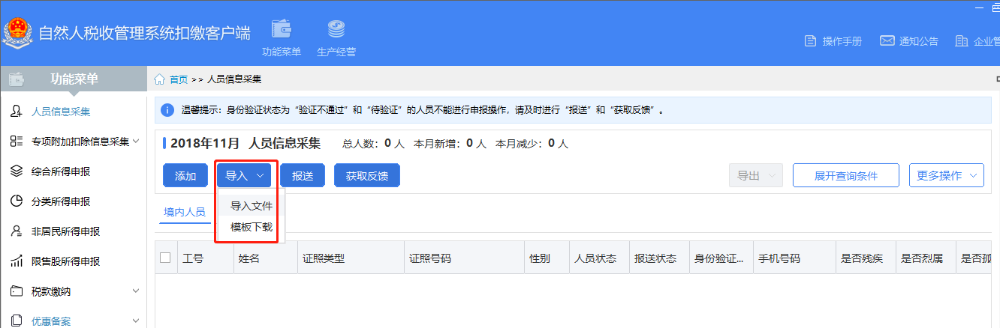 自然人税收管理系统扣缴客户端
功能菜单
生产经营
操作手册
通知公告
企业管
功能菜单
首页 >> 人员信息采集
人员信息采集
专项附加扣除信息采集
综合所得申报
分类所得申报
非居民所得申报
限售股所得申报
税款缴纳
优惠备案
温馨提示：身份验证状态为“验证不通过”和“待验证”的人员不能进行申报操作，请及时进行“报送”和“获取反馈”。
2018年11月 人员信息采集 总人数：0 人 本月新增：0 人 本月减少：0 人
添加 导入 报送 获取反馈 导出 展开查询条件 更多操作
导入文件
模板下载
境内人员
工号 姓名 证照类型 证照号码 性别 人员状态 报送状态 身份验证... 手机号码 是否残疾 是否烈属 是否孤